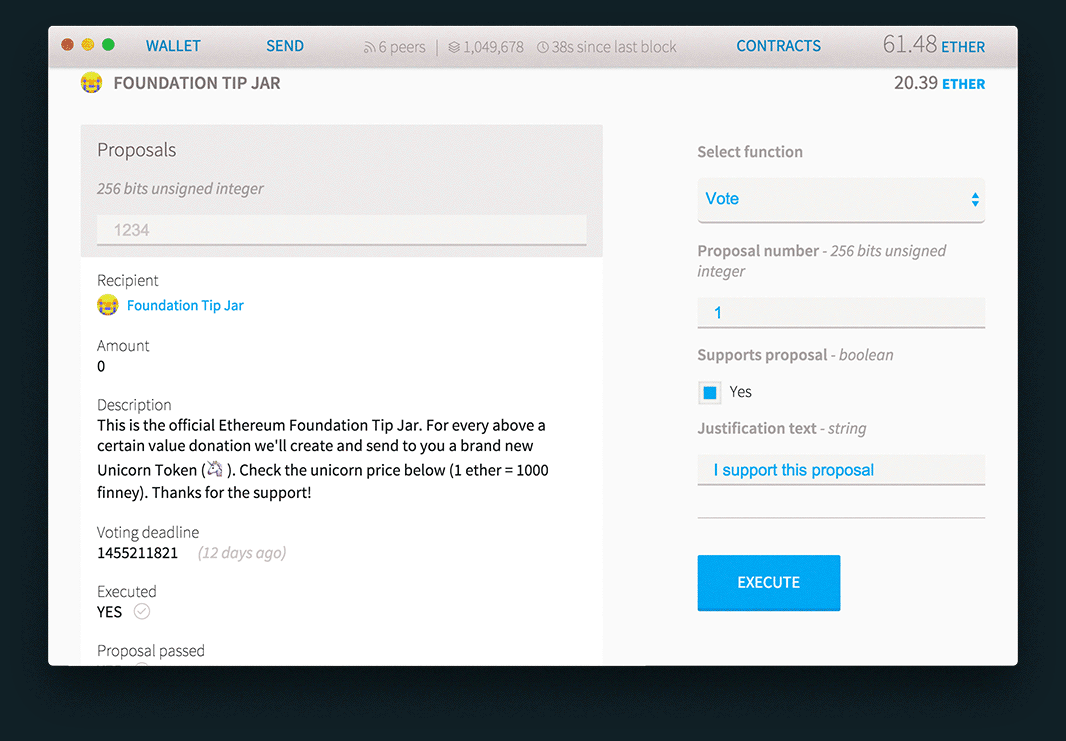 WALLET SEND 6 peers | 1,049,678 38s since last block CONTRACTS 61.48 ETHER
FOUNDATION TIP JAR 20.39 ETHER
Proposals
256 bits unsigned integer
1234
Recipient
Foundation Tip Jar
Amount
0
Description
This is the official Ethereum Foundation Tip Jar. For every above a
certain value donation we'll create and send to you a brand new
Unicorn Token (🦄 ). Check the unicorn price below (1 ether = 1000
finney). Thanks for the support!
Voting deadline
1455211821 (12 days ago)
Executed
YES
Proposal passed
Select function
Vote
Proposal number - 256 bits unsigned
integer
1
Supports proposal - boolean
Yes
Justification text - string
I support this proposal
EXECUTE